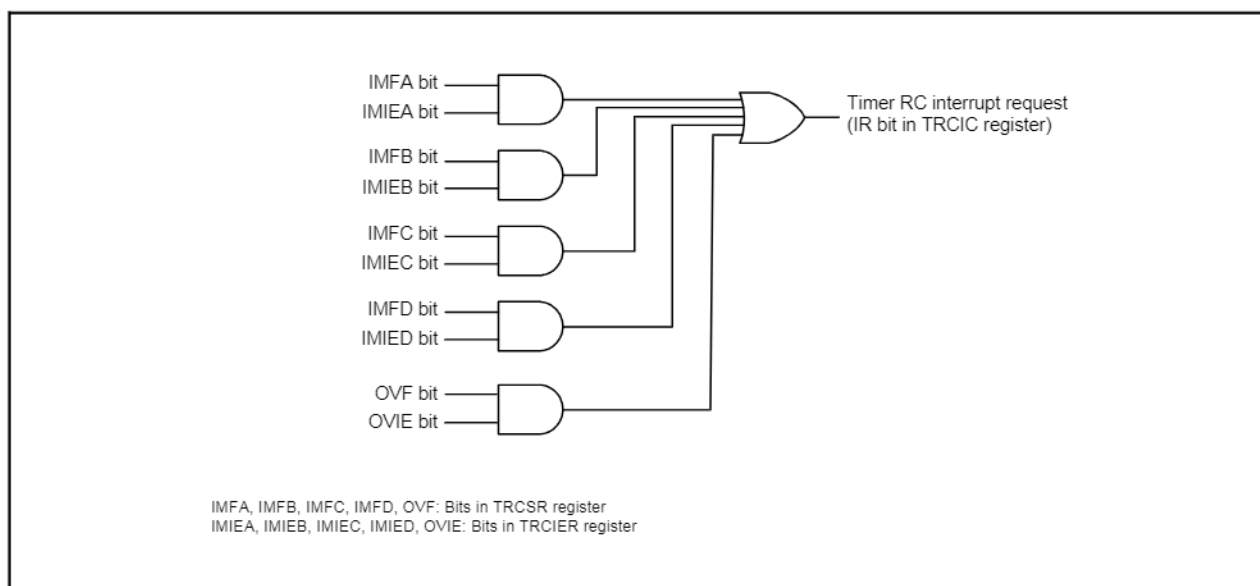 IMFA bit
IMIEA bit
IMFB bit
IMIEB bit
IMFC bit
IMIEC bit
IMFD bit
IMIED bit
OVF bit
OVIE bit
Timer RC interrupt request
(IR bit in TRCIC register)
IMFA, IMFB, IMFC, IMFD, OVF: Bits in TRCSR register
IMIEA, IMIEB, IMIEC, IMIED, OVIE: Bits in TRCIER register